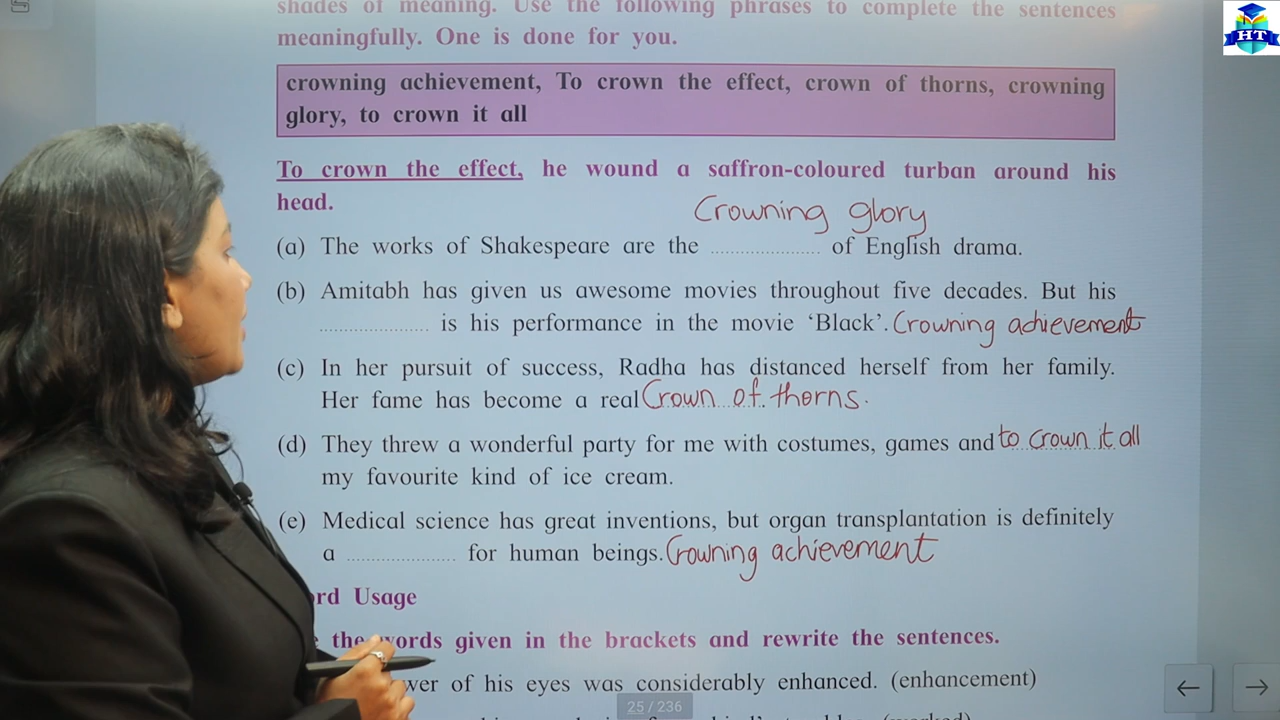 shades of meaning. Use the following phrases to complete the sentences
meaningfully. One is done for you.
HT
crowning achievement, To crown the effect, crown of thorns, crowning
glory, to crown it all
To crown the effect, he wound a saffron-coloured turban around his
head.
Crowning glory
(a) The works of Shakespeare are the .................... of English drama.
(b) Amitabh has given us awesome movies throughout five decades. But his
.................... is his performance in the movie ‘Black’. Crowning achievement
(c) In her pursuit of success, Radha has distanced herself from her family.
Her fame has become a real Crown of thorns.
(d) They threw a wonderful party for me with costumes, games and to crown it all
my favourite kind of ice cream.
(e) Medical science has great inventions, but organ transplantation is definitely
a .................... for human beings. Crowning achievement
ord Usage
the words given in the brackets and rewrite the sentences.
wer of his eyes was considerably enhanced. (enhancement)
25 / 236